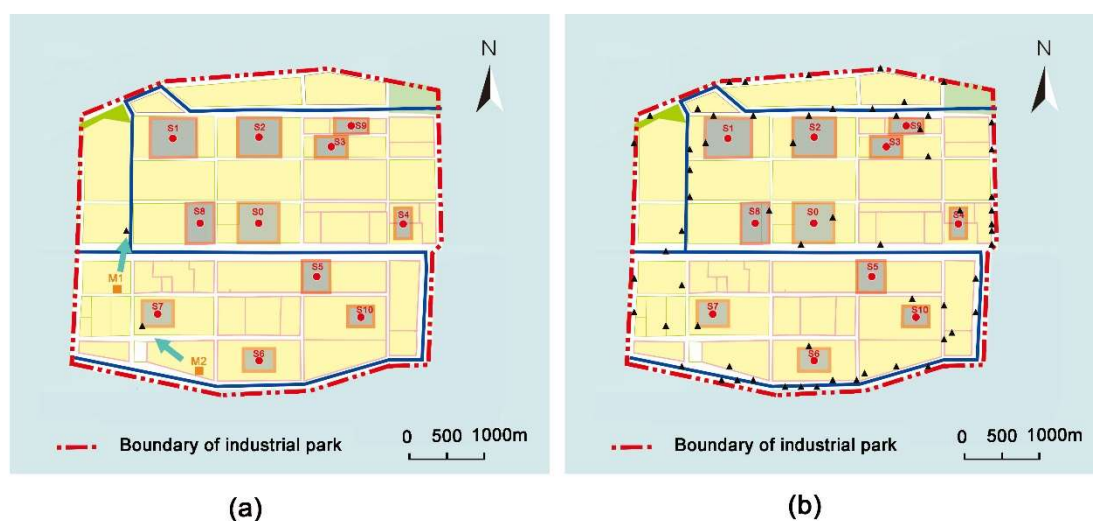 N
S1
S2
S9
S3
S8
S0
S4
M1
S5
S7
S10
M2
S6
0 500 1000m
Boundary of industrial park
(a)
N
S1
S2
S9
S3
S8
S0
S4
S5
S7
S10
S6
0 500 1000m
Boundary of industrial park
(b)